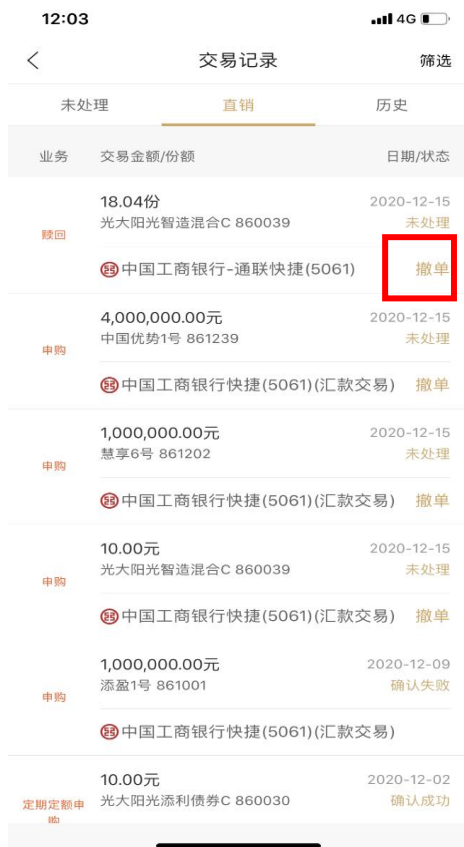 12:03 4G
交易记录 筛选
未处理 直销 历史
业务 交易金额/份额 日期/状态
18.04份 2020-12-15
光大阳光智造混合C 860039 未处理
赎回
中国工商银行-通联快捷(5061) 撤单
4,000,000.00元 2020-12-15
中国优势1号 861239 未处理
申购
中国工商银行快捷(5061)(汇款交易) 撤单
1,000,000.00元 2020-12-15
慧享6号 861202 未处理
申购
中国工商银行快捷(5061)(汇款交易) 撤单
10.00元 2020-12-15
光大阳光智造混合C 860039 未处理
申购
中国工商银行快捷(5061)(汇款交易) 撤单
1,000,000.00元 2020-12-09
添盈1号 861001 确认失败
申购
中国工商银行快捷(5061)(汇款交易)
10.00元 2020-12-02
光大阳光添利债券C 860030 确认成功
定期定额申
购